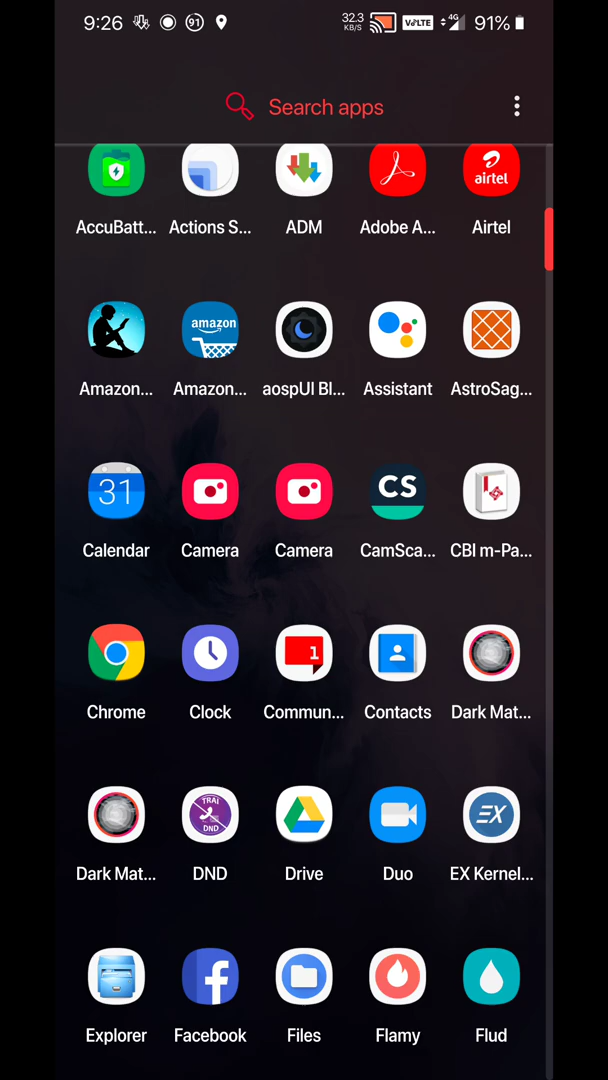 9:26
91
32.3
KB/S
VoLTE
4G
91%
Search apps
airtel
AccuBatt...
Actions S...
ADM
Adobe A...
Airtel
amazon
Amazon...
Amazon...
aospUI Bl...
Assistant
AstroSag...
31
CS
Calendar
Camera
Camera
CamSca...
CBI m-Pa...
1
Chrome
Clock
Commun...
Contacts
Dark Mat...
TRAI
DND
EX
Dark Mat...
DND
Drive
Duo
EX Kernel...
f
Explorer
Facebook
Files
Flamy
Flud